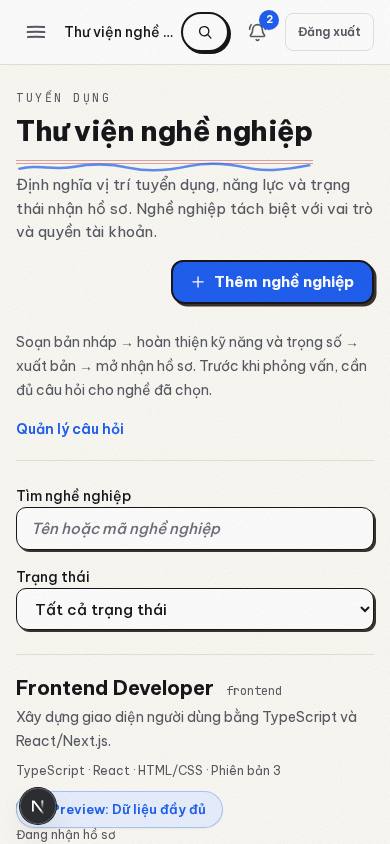 Thư viện nghề ...
2
Đăng xuất
TUYỂN DỤNG
Thư viện nghề nghiệp
Định nghĩa vị trí tuyển dụng, năng lực và trạng
thái nhận hồ sơ. Nghề nghiệp tách biệt với vai trò
và quyền tài khoản.
+ Thêm nghề nghiệp
Soạn bản nháp → hoàn thiện kỹ năng và trọng số →
xuất bản → mở nhận hồ sơ. Trước khi phỏng vấn, cần
đủ câu hỏi cho nghề đã chọn.
Quản lý câu hỏi
Tìm nghề nghiệp
Tên hoặc mã nghề nghiệp
Trạng thái
Tất cả trạng thái
Frontend Developer frontend
Xây dựng giao diện người dùng bằng TypeScript và
React/Next.js.
TypeScript · React · HTML/CSS · Phiên bản 3
N
Preview: Dữ liệu đầy đủ
Đang nhận hồ sơ